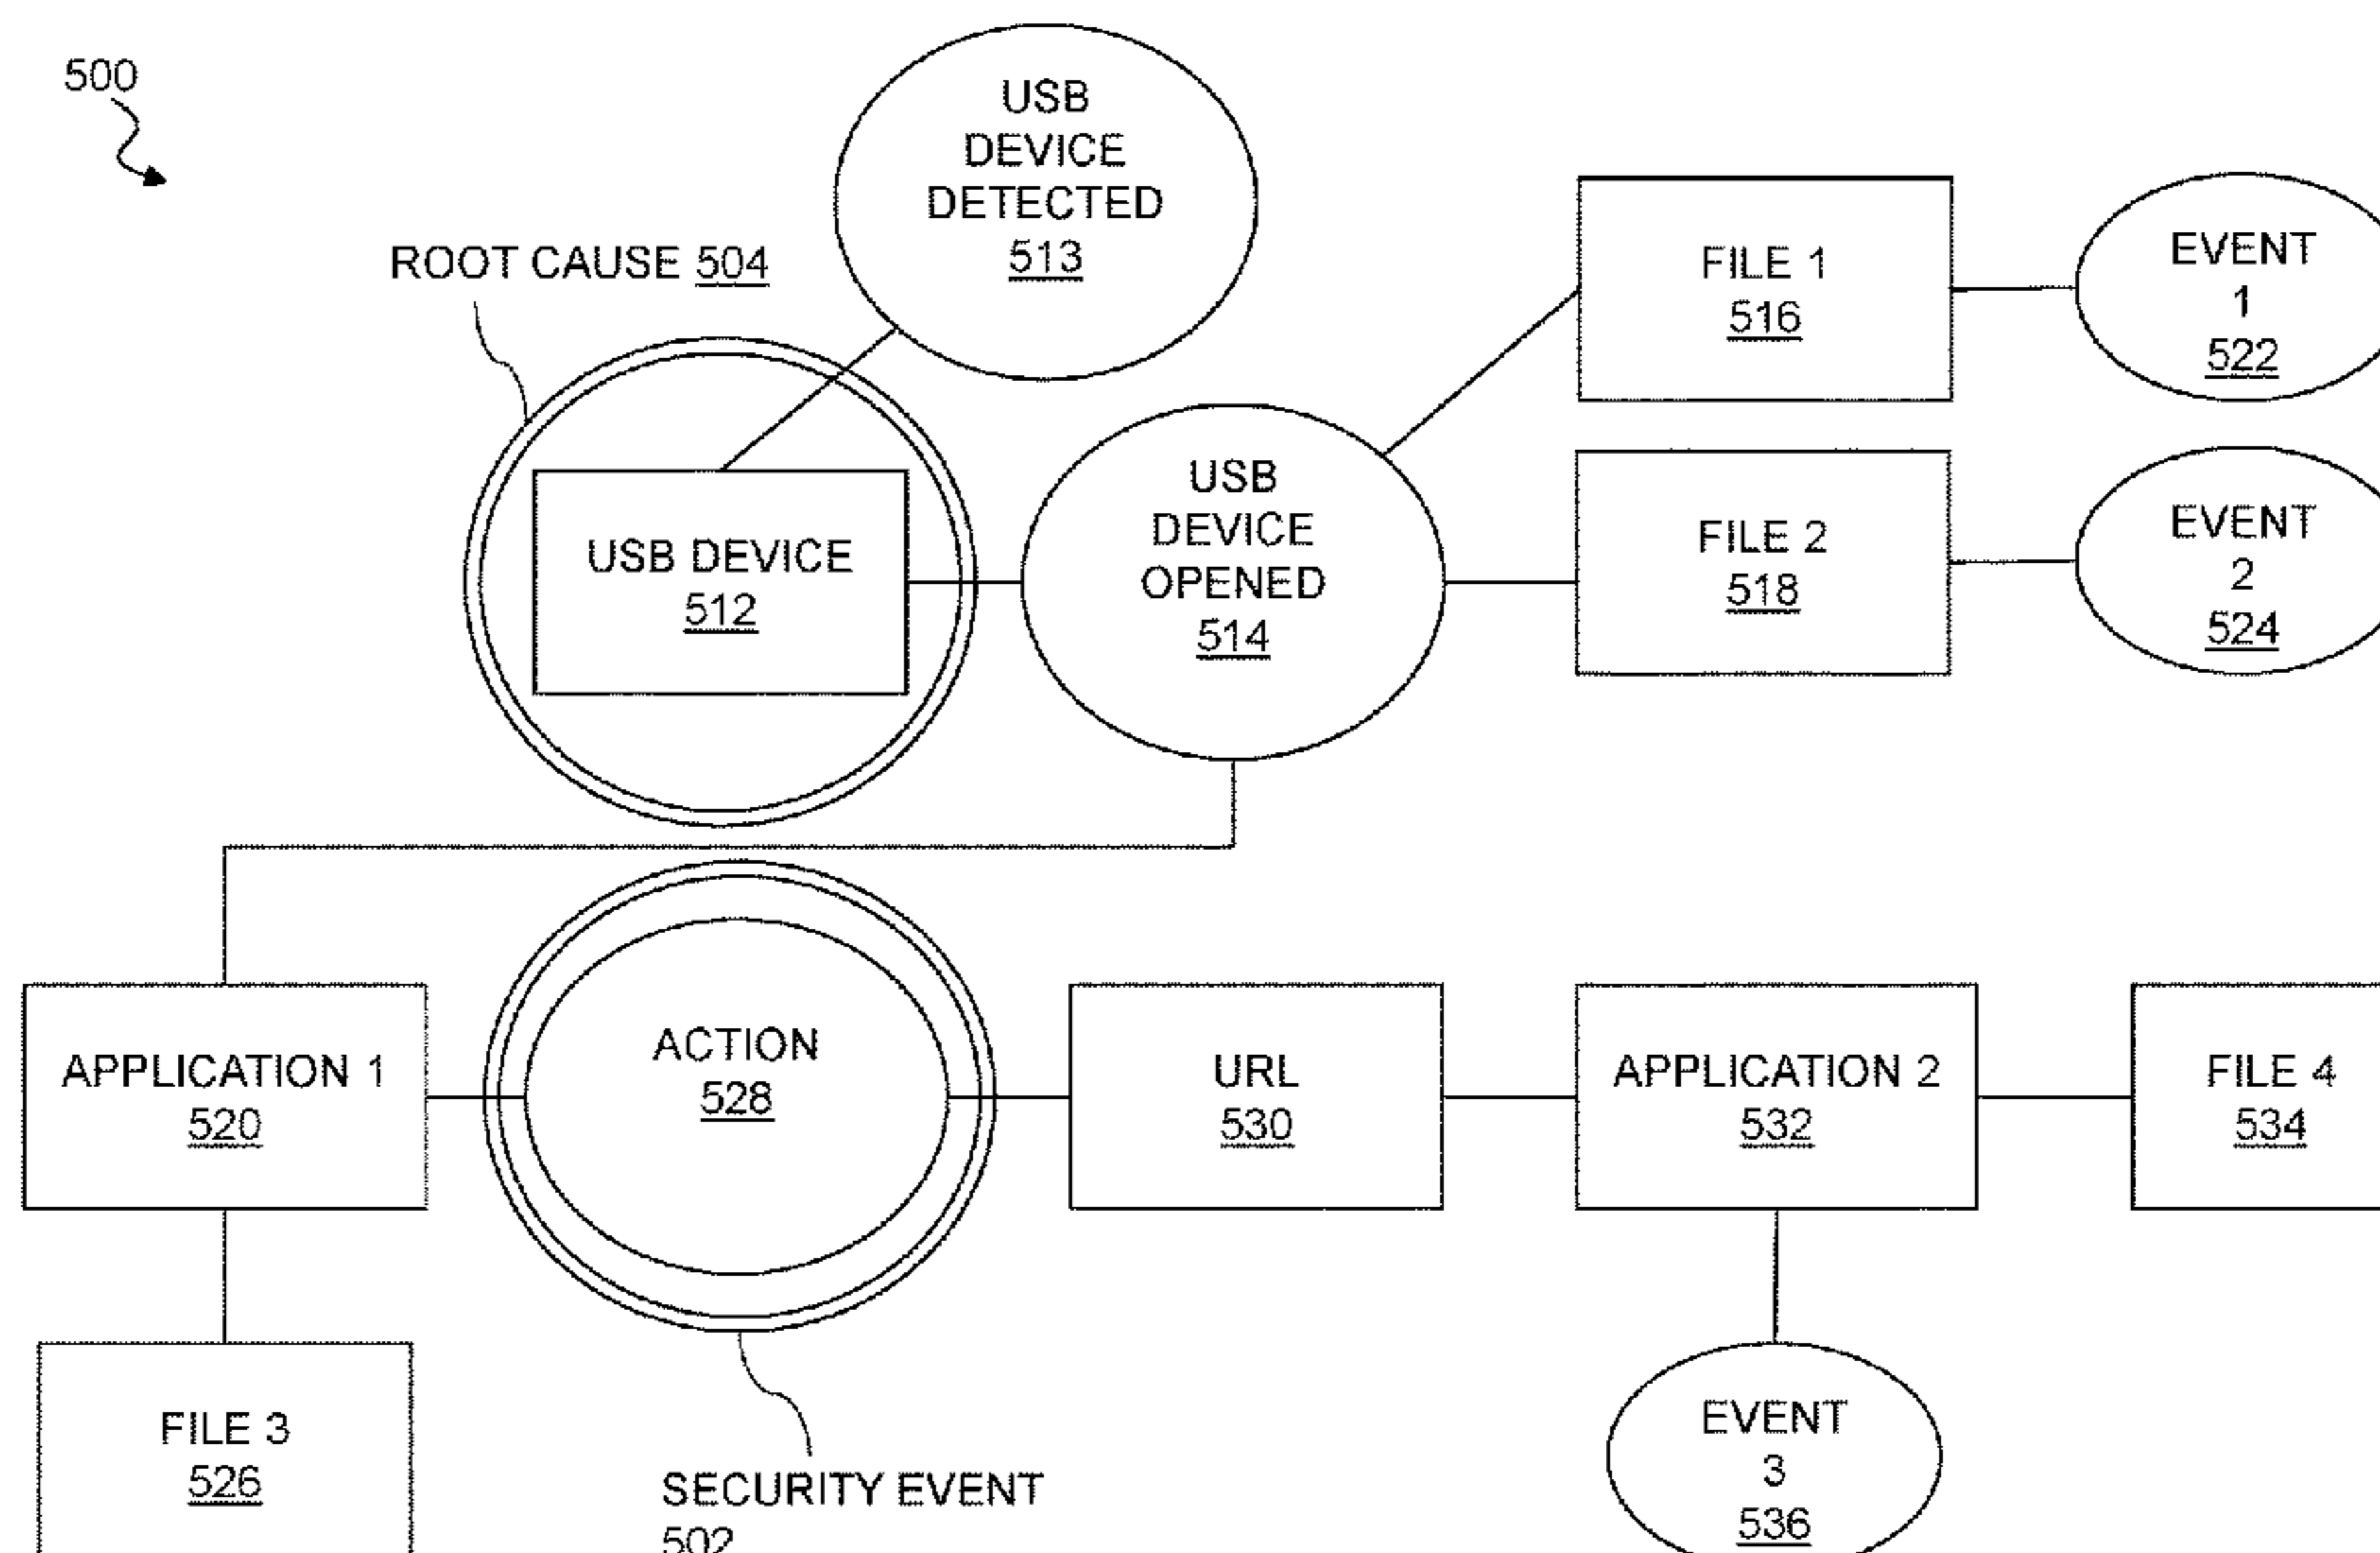 500
USB
DEVICE
DETECTED
513
ROOT CAUSE 504
FILE 1
516
EVENT
1
522
USB DEVICE
512
USB
DEVICE
OPENED
514
FILE 2
518
EVENT
2
524
APPLICATION 1
520
ACTION
528
URL
530
APPLICATION 2
532
FILE 4
534
FILE 3
526
SECURITY EVENT
502
EVENT
3
536